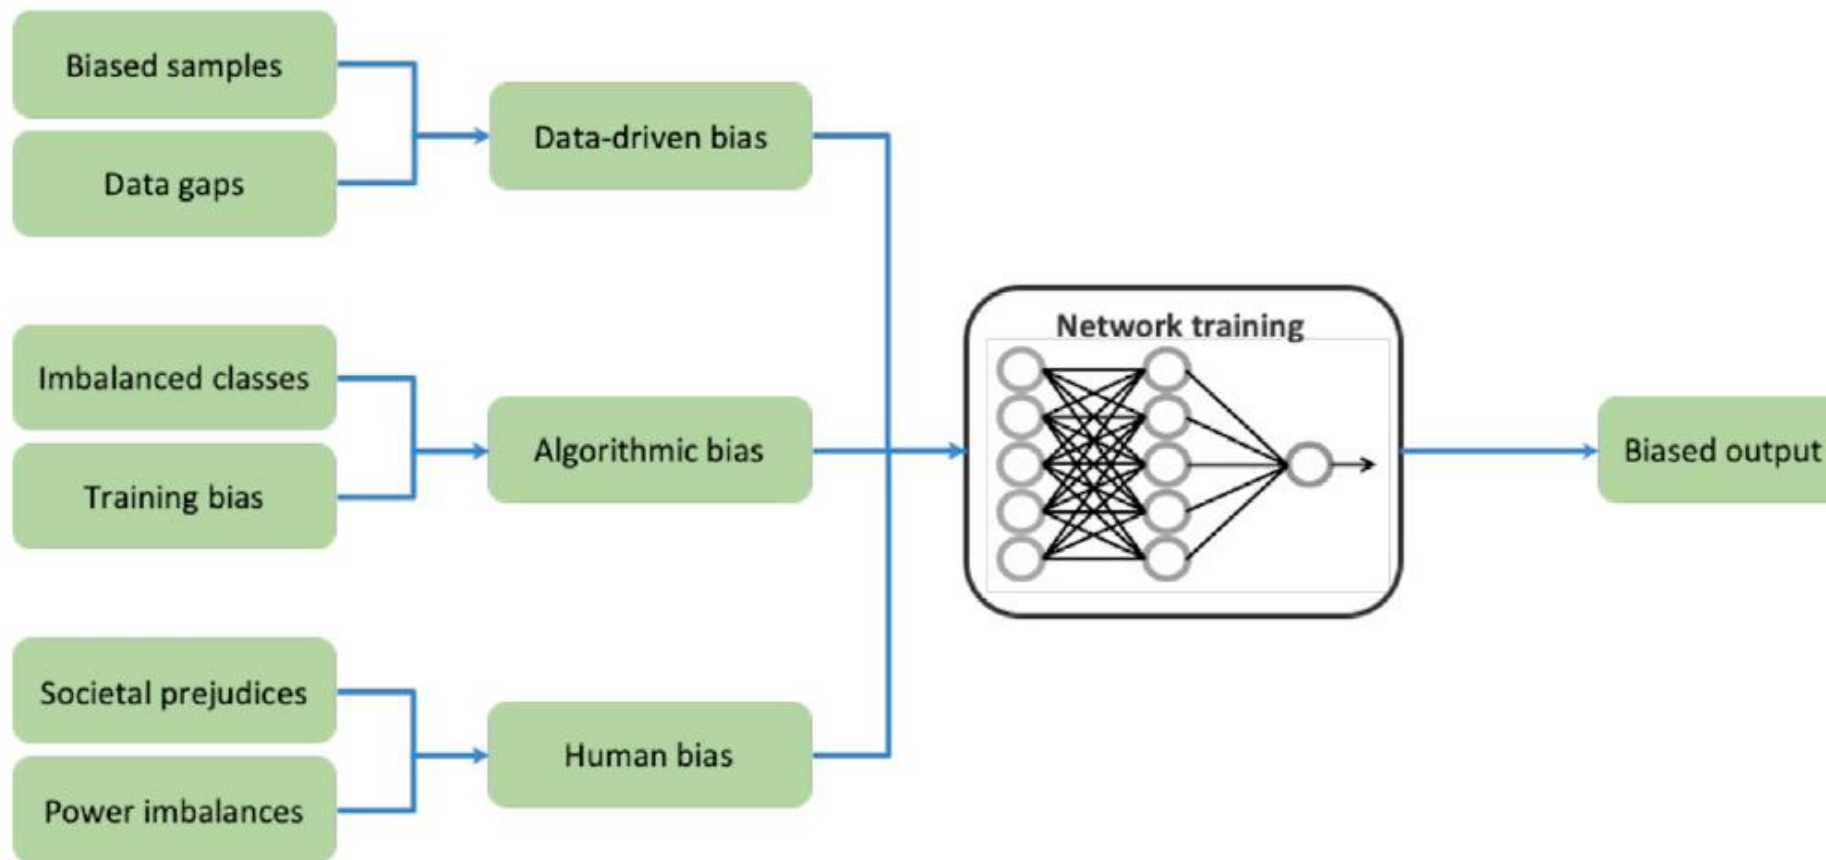 Biased samples
Data gaps
Data-driven bias
Imbalanced classes
Training bias
Algorithmic bias
Societal prejudices
Power imbalances
Human bias
Network training
Biased output